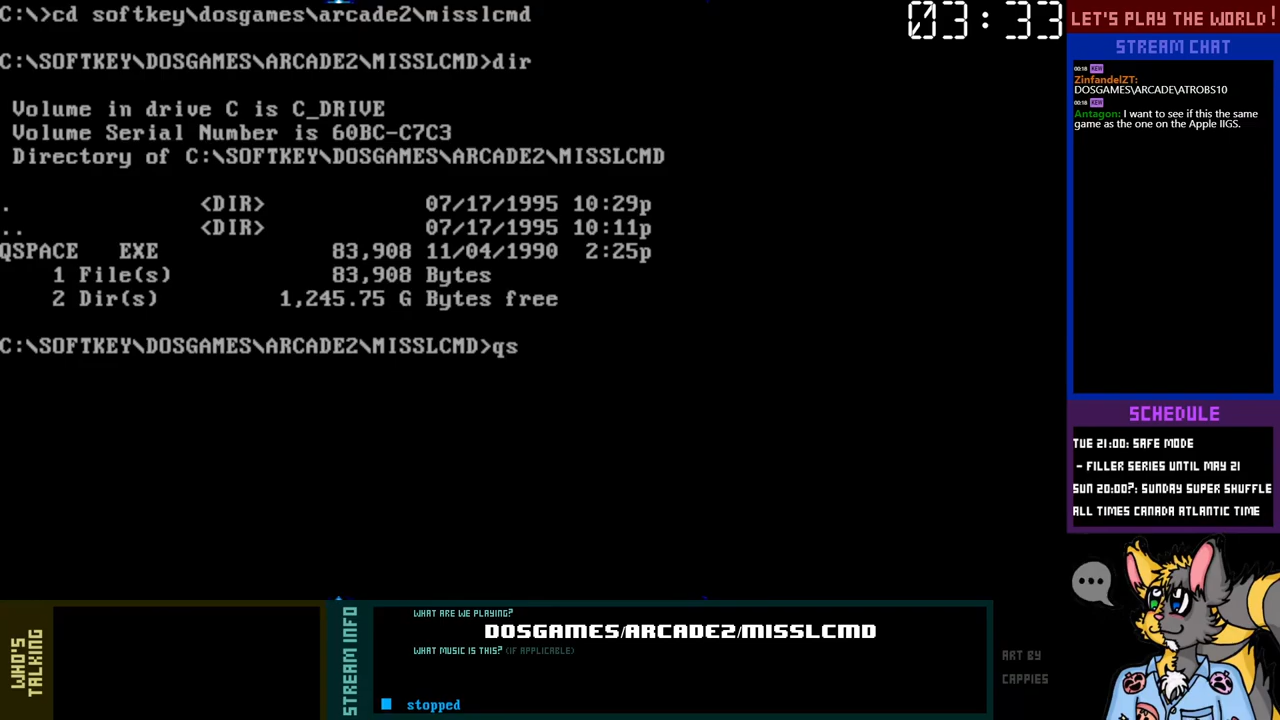 C:\>cd softkey\dosgames\arcade2\misslcmd
C:\SOFTKEY\DOSGAMES\ARCADE2\MISSLCMD>dir
Volume in drive C is C_DRIVE
Volume Serial Number is 60BC-C7C3
Directory of C:\SOFTKEY\DOSGAMES\ARCADE2\MISSLCMD
. <DIR> 07/17/1995 10:29p
.. <DIR> 07/17/1995 10:11p
QSPACE EXE 83,908 11/04/1990 2:25p
1 File(s) 83,908 Bytes
2 Dir(s) 1,245.75 G Bytes free
C:\SOFTKEY\DOSGAMES\ARCADE2\MISSLCMD>qs
03:33
LET'S PLAY THE WORLD!
STREAM CHAT
00:18 KEW
ZinfandelZT:
DOSGAMES\ARCADE\ATROBS10
00:18 KEW
Antagon: I want to see if this the same
game as the one on the Apple IIGS.
SCHEDULE
TUE 21:00: SAFE MODE
- FILLER SERIES UNTIL MAY 21
SUN 20:00?: SUNDAY SUPER SHUFFLE
ALL TIMES CANADA ATLANTIC TIME
WHO'S
TALKING
STREAM INFO
WHAT ARE WE PLAYING?
DOSGAMES/ARCADE2/MISSLCMD
WHAT MUSIC IS THIS? (IF APPLICABLE)
stopped
ART BY
CAPPIES